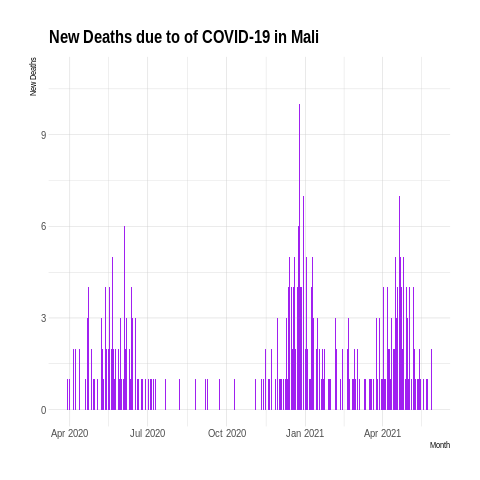 New Deaths due to of COVID-19 in Mali
New Deaths
9
6
3
0
Apr 2020 Jul 2020 Oct 2020 Jan 2021 Apr 2021
Month